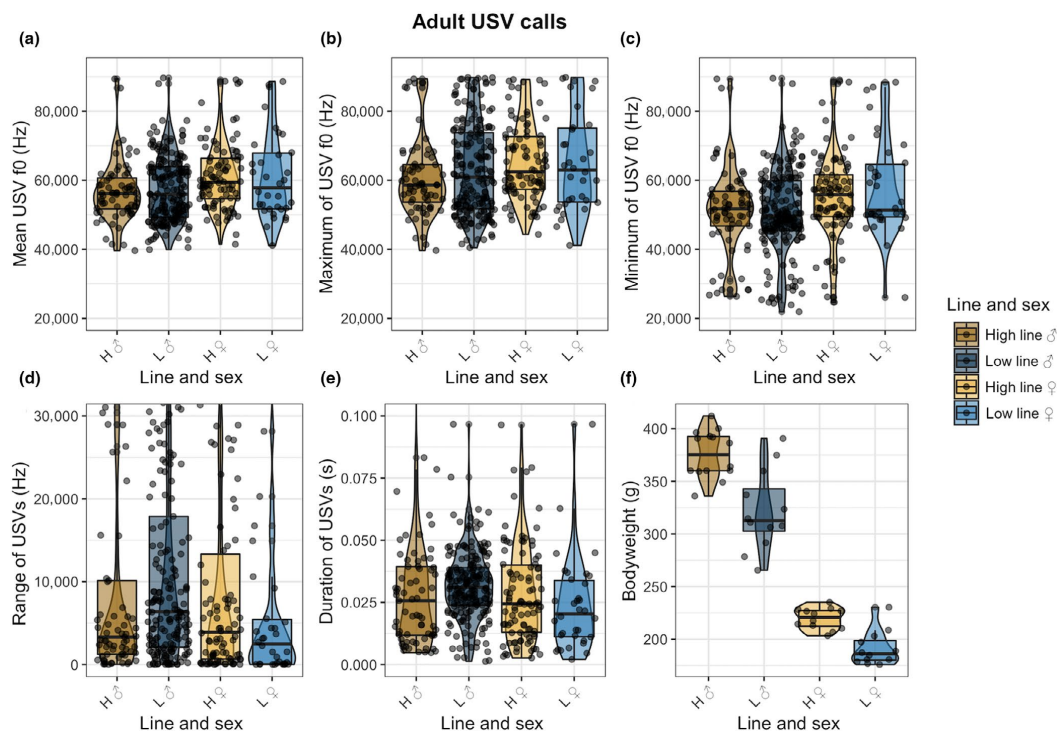 Adult USV calls
(a)
Mean USV f0 (Hz)
80,000
60,000
40,000
20,000
H♂
L♂
H♀
L♀
Line and sex
(b)
Maximum of USV f0 (Hz)
80,000
60,000
40,000
20,000
H♂
L♂
H♀
L♀
Line and sex
(c)
Minimum of USV f0 (Hz)
80,000
60,000
40,000
20,000
H♂
L♂
H♀
L♀
Line and sex
Line and sex
High line ♂
Low line ♂
High line ♀
Low line ♀
(d)
Range of USVs (Hz)
30,000
20,000
10,000
0
H♂
L♂
H♀
L♀
Line and sex
(e)
Duration of USVs (s)
0.100
0.075
0.050
0.025
0.000
H♂
L♂
H♀
L♀
Line and sex
(f)
Bodyweight (g)
400
350
300
250
200
H♂
L♂
H♀
L♀
Line and sex